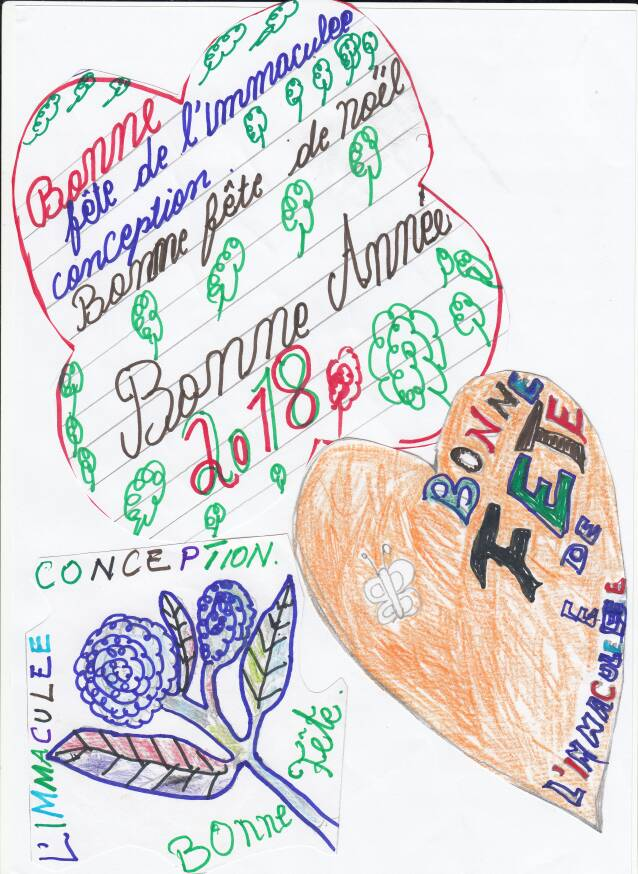 Bonne
fête de l'immaculee
conception.
Bonne fête de noël
Bonne Année
2018
BONNE
FETE
DE
L'IMMACULEE
L'IMMACULEE
CONCEPTION.
BOnne Fête.